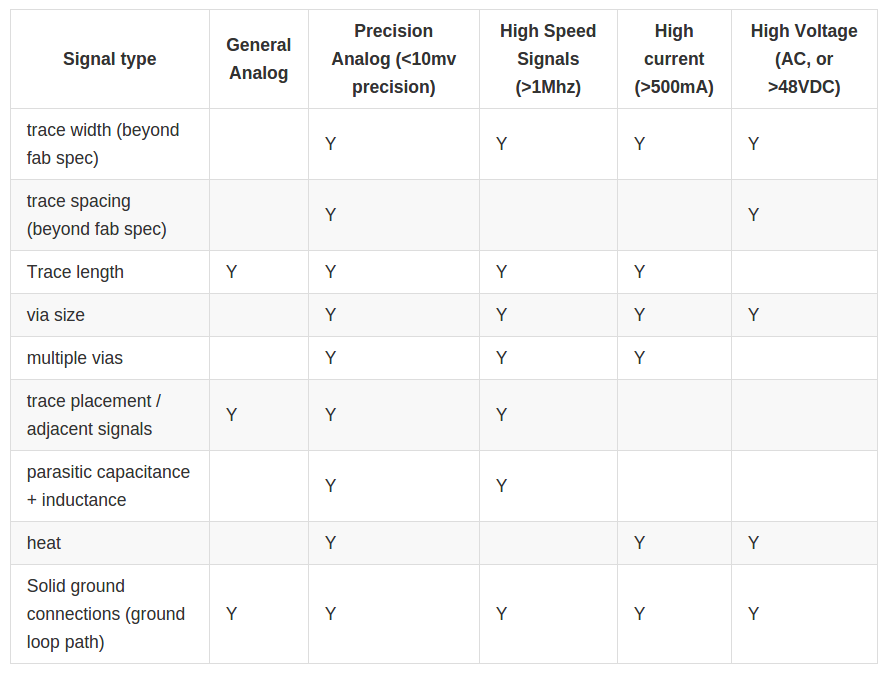 Signal type
General
Analog
Precision
Analog (<10mv
precision)
High Speed
Signals
(>1Mhz)
High
current
(>500mA)
High Voltage
(AC, or
>48VDC)
trace width (beyond
fab spec)
Y Y Y Y
trace spacing
(beyond fab spec)
Y Y
Trace length Y Y Y Y
via size Y Y Y Y
multiple vias Y Y Y
trace placement /
adjacent signals
Y Y Y
parasitic capacitance
+ inductance
Y Y
heat Y Y Y
Solid ground
connections (ground
loop path)
Y Y Y Y Y